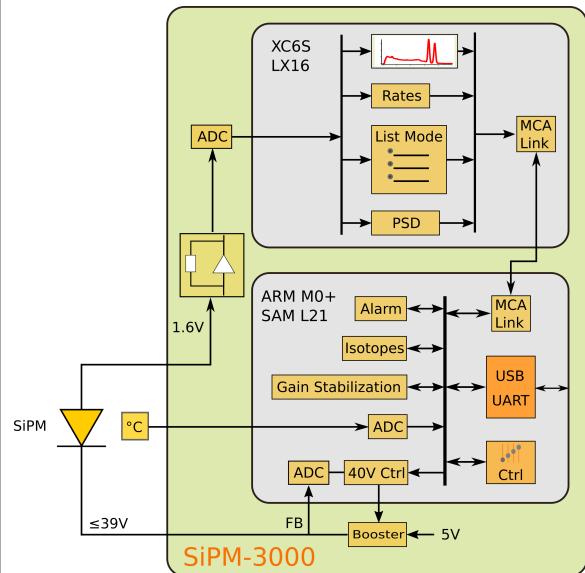 XC6S
LX16
Rates
ADC
List Mode
MCA
Link
PSD
ARM M0+
SAM L21
Alarm
MCA
Link
1.6V
Isotopes
USB
UART
Gain Stabilization
SiPM
°C
ADC
ADC
40V Ctrl
Ctrl
≤39V
FB
Booster
5V
SiPM-3000